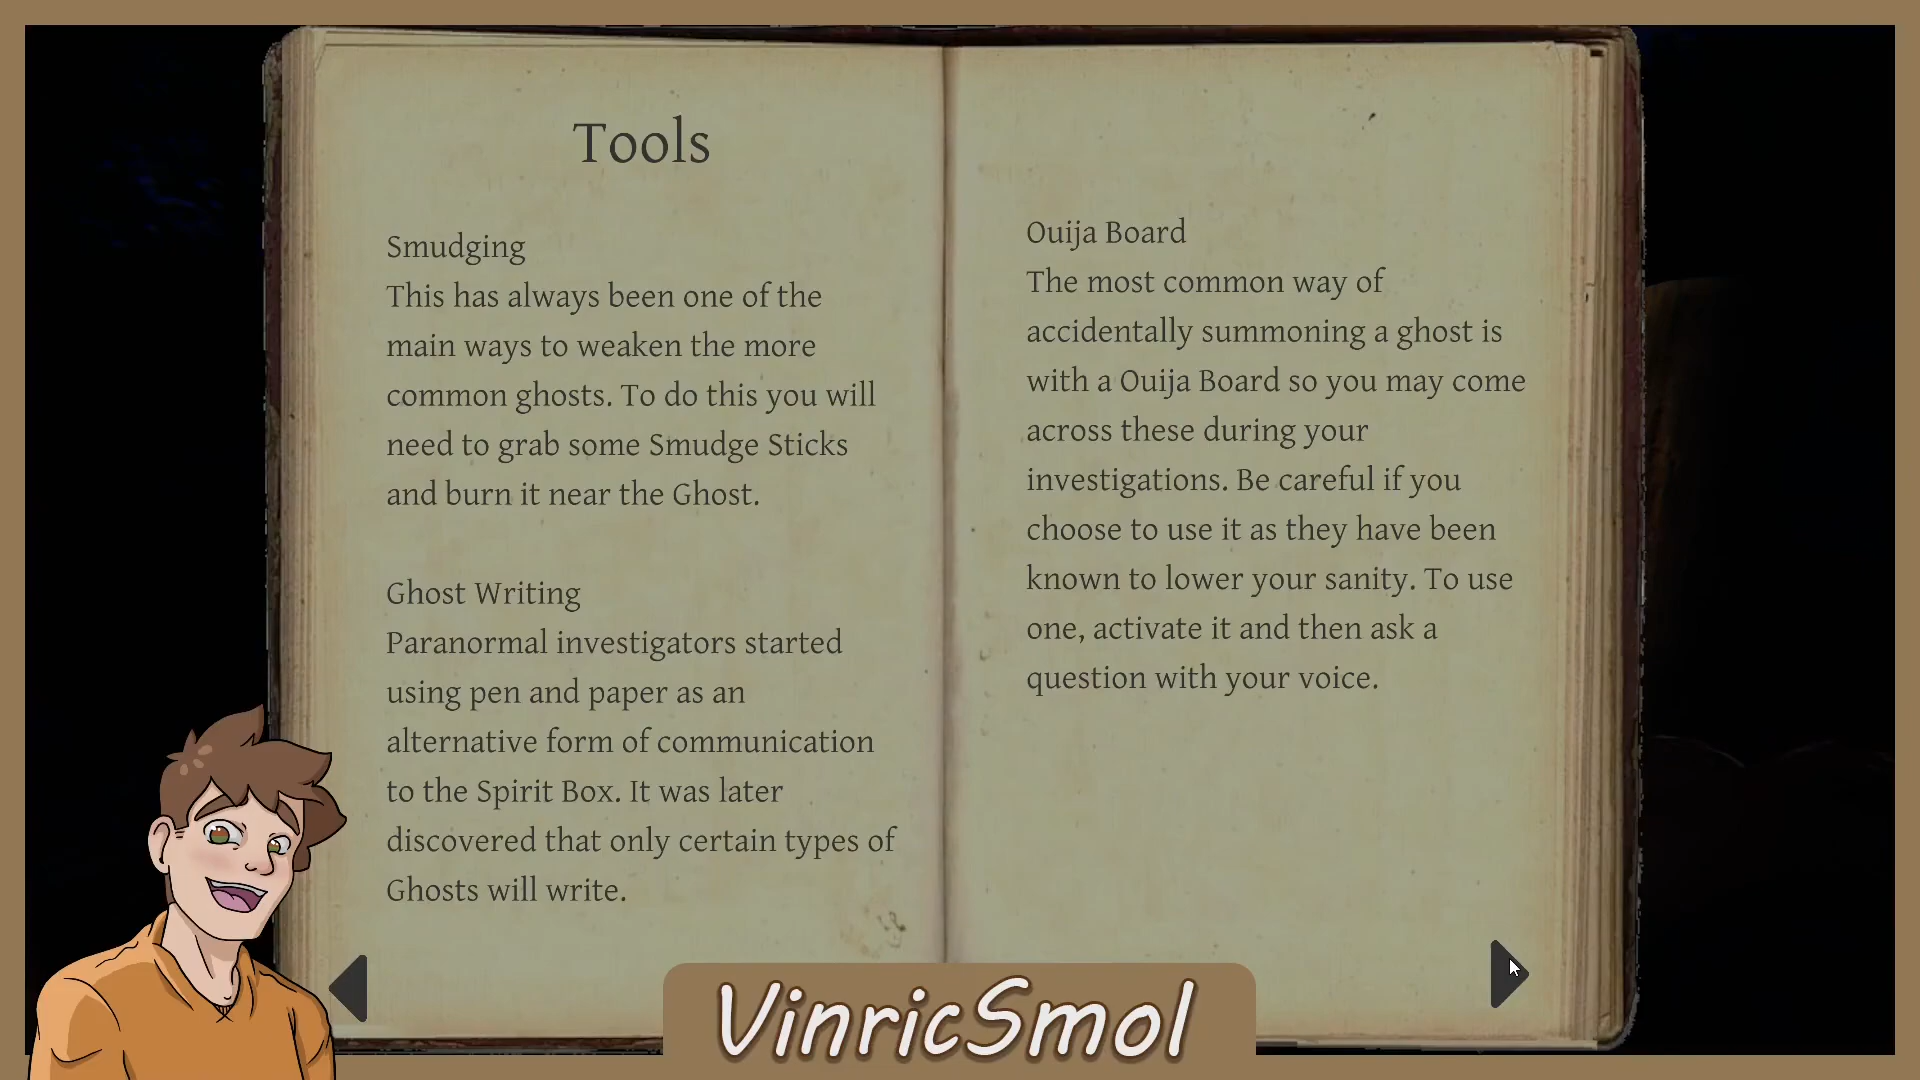 Tools
Smudging
This has always been one of the
main ways to weaken the more
common ghosts. To do this you will
need to grab some Smudge Sticks
and burn it near the Ghost.
Ghost Writing
Paranormal investigators started
using pen and paper as an
alternative form of communication
to the Spirit Box. It was later
discovered that only certain types of
Ghosts will write.
Ouija Board
The most common way of
accidentally summoning a ghost is
with a Ouija Board so you may come
across these during your
investigations. Be careful if you
choose to use it as they have been
known to lower your sanity. To use
one, activate it and then ask a
question with your voice.
VinricSmol